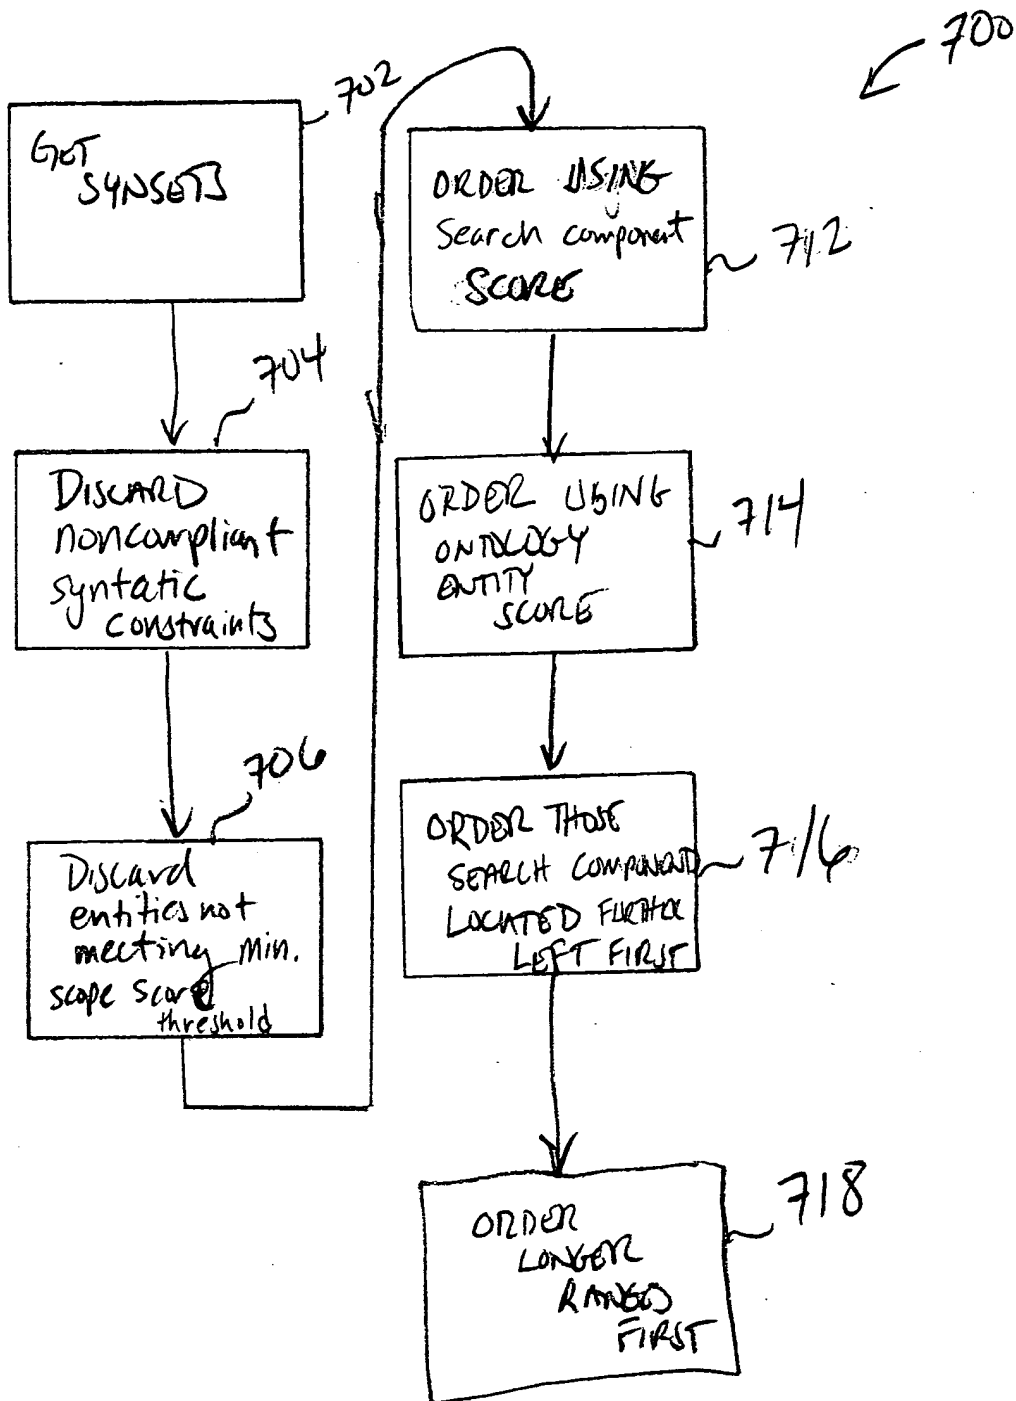 700
702
GET
SYNSETS
704
DISCARD
noncompliant
syntatic
constraints
706
Discard
entities not
meeting min.
scope score
threshold
ORDER USING
Search component
SCORE
712
ORDER USING
ONTOLOGY
ENTITY
SCORE
714
ORDER THOSE
SEARCH COMPONEND
LOCATED FURTHER
LEFT FIRST
716
ORDER
LONGER
RANGES
FIRST
718